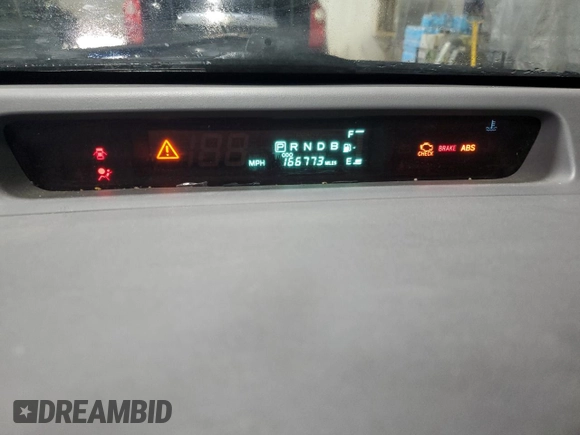 F
P R N D B
MPH
ODO
166773 MILES
E
CHECK BRAKE ABS
DREAMBID